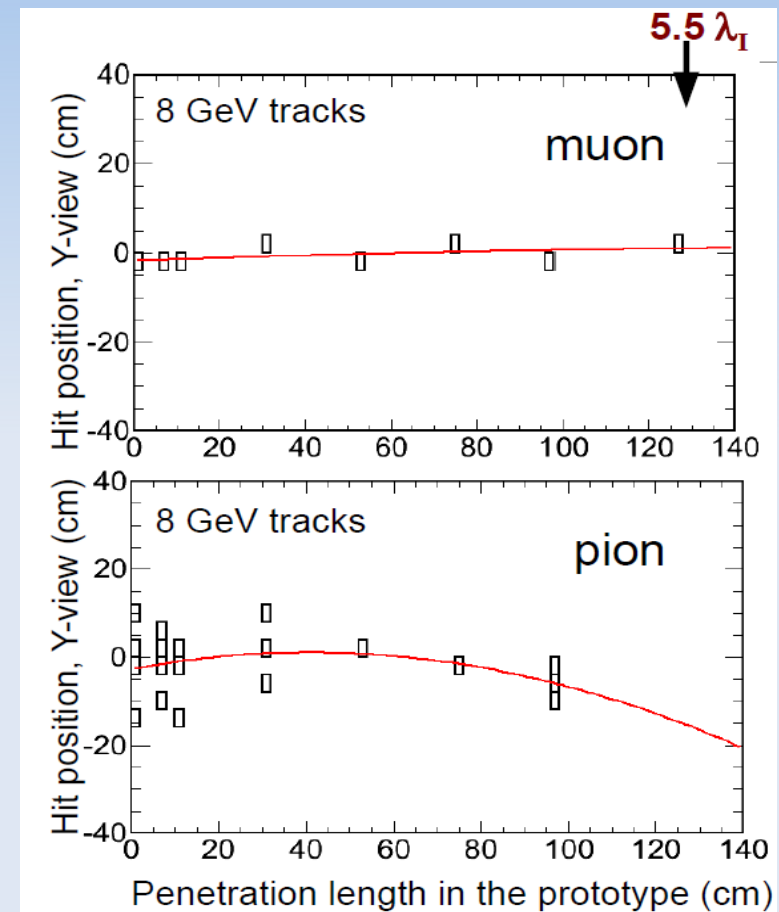 5.5 λI
40
20
0
-20
-40
Hit position, Y-view (cm)
8 GeV tracks
muon
0 20 40 60 80 100 120 140
40
20
0
-20
-40
Hit position, Y-view (cm)
8 GeV tracks
pion
0 20 40 60 80 100 120 140
Penetration length in the prototype (cm)